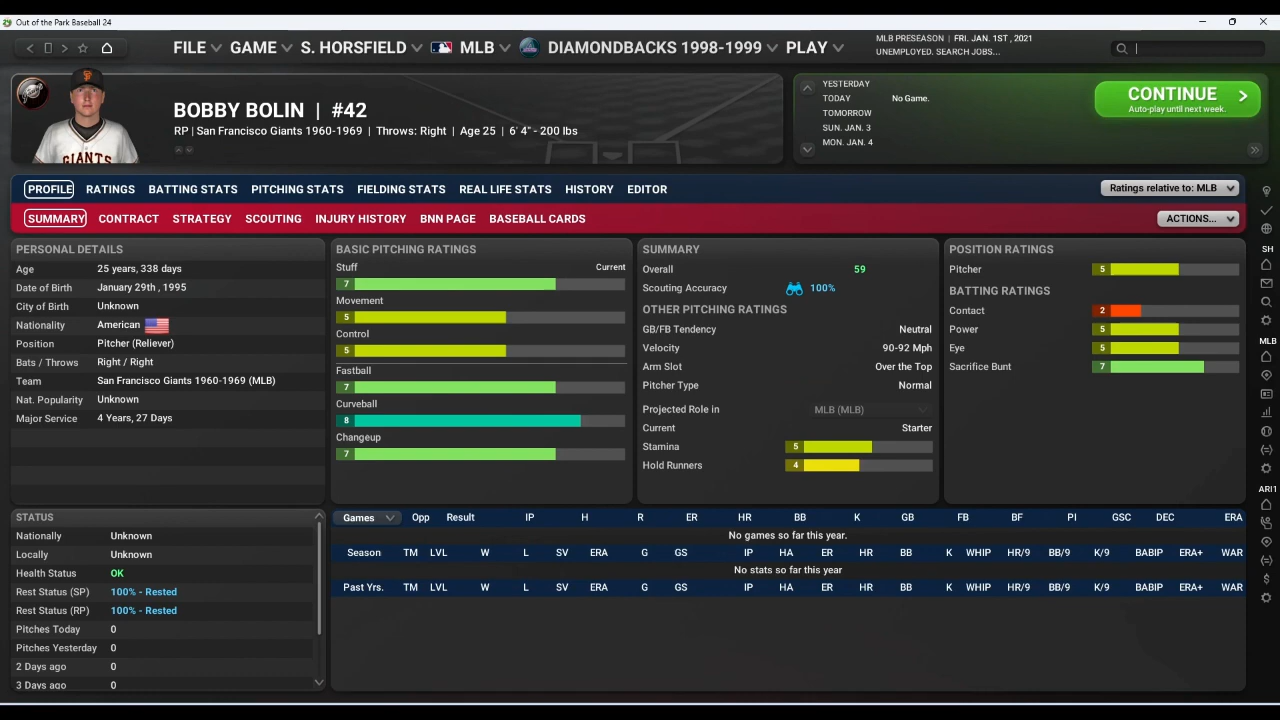 Out of the Park Baseball 24
FILE GAME S. HORSFIELD MLB DIAMONDBACKS 1998-1999 PLAY
MLB PRESEASON | FRI. JAN. 1ST , 2021
UNEMPLOYED. SEARCH JOBS...
BOBBY BOLIN | #42
RP | San Francisco Giants 1960-1969 | Throws: Right | Age 25 | 6' 4" - 200 lbs
GIANTS
YESTERDAY
TODAY No Game.
TOMORROW
SUN. JAN. 3
MON. JAN. 4
CONTINUE
Auto-play until next week.
PROFILE RATINGS BATTING STATS PITCHING STATS FIELDING STATS REAL LIFE STATS HISTORY EDITOR
Ratings relative to: MLB
SUMMARY CONTRACT STRATEGY SCOUTING INJURY HISTORY BNN PAGE BASEBALL CARDS
ACTIONS...
PERSONAL DETAILS
Age 25 years, 338 days
Date of Birth January 29th , 1995
City of Birth Unknown
Nationality American
Position Pitcher (Reliever)
Bats / Throws Right / Right
Team San Francisco Giants 1960-1969 (MLB)
Nat. Popularity Unknown
Major Service 4 Years, 27 Days
BASIC PITCHING RATINGS
Stuff Current
7
Movement
5
Control
5
Fastball
7
Curveball
8
Changeup
7
SUMMARY
Overall 59
Scouting Accuracy 100%
OTHER PITCHING RATINGS
GB/FB Tendency Neutral
Velocity 90-92 Mph
Arm Slot Over the Top
Pitcher Type Normal
Projected Role in MLB (MLB)
Current Starter
Stamina 5
Hold Runners 4
POSITION RATINGS
Pitcher 5
BATTING RATINGS
Contact 2
Power 5
Eye 5
Sacrifice Bunt 7
STATUS
Nationally Unknown
Locally Unknown
Health Status OK
Rest Status (SP) 100% - Rested
Rest Status (RP) 100% - Rested
Pitches Today 0
Pitches Yesterday 0
2 Days ago 0
3 Days ago 0
Games Opp Result IP H R ER HR BB K GB FB BF PI GSC DEC ERA
No games so far this year.
Season TM LVL W L SV ERA G GS IP HA ER HR BB K WHIP HR/9 BB/9 K/9 BABIP ERA+ WAR
No stats so far this year
Past Yrs. TM LVL W L SV ERA G GS IP HA ER HR BB K WHIP HR/9 BB/9 K/9 BABIP ERA+ WAR
SH
MLB
ARI1